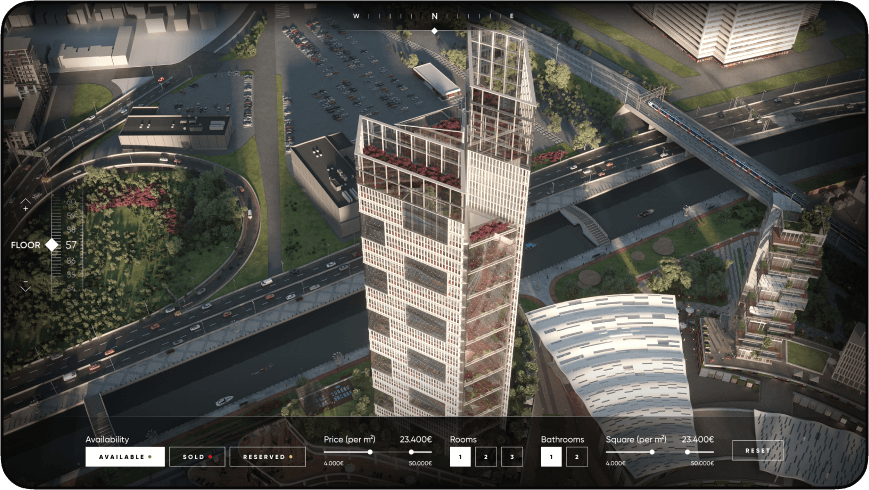 W N E
FLOOR 57
Availability
AVAILABLE SOLD RESERVED
Price (per m²) 23.400€
4.000€ 50.000€
Rooms
1 2 3
Bathrooms
1 2
Square (per m²) 23.400€
4.000€ 50.000€
RESET